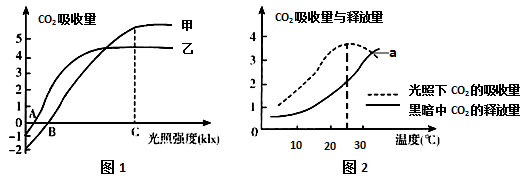 CO₂吸收量
5
4
3
2
1
0
-1
-2
A
B
C
甲
乙
光照强度(klx)
图1
CO₂吸收量与释放量
4
3
2
1
0
a
光照下 CO₂的吸收量
黑暗中 CO₂的释放量
10 20 30
温度(℃)
图2